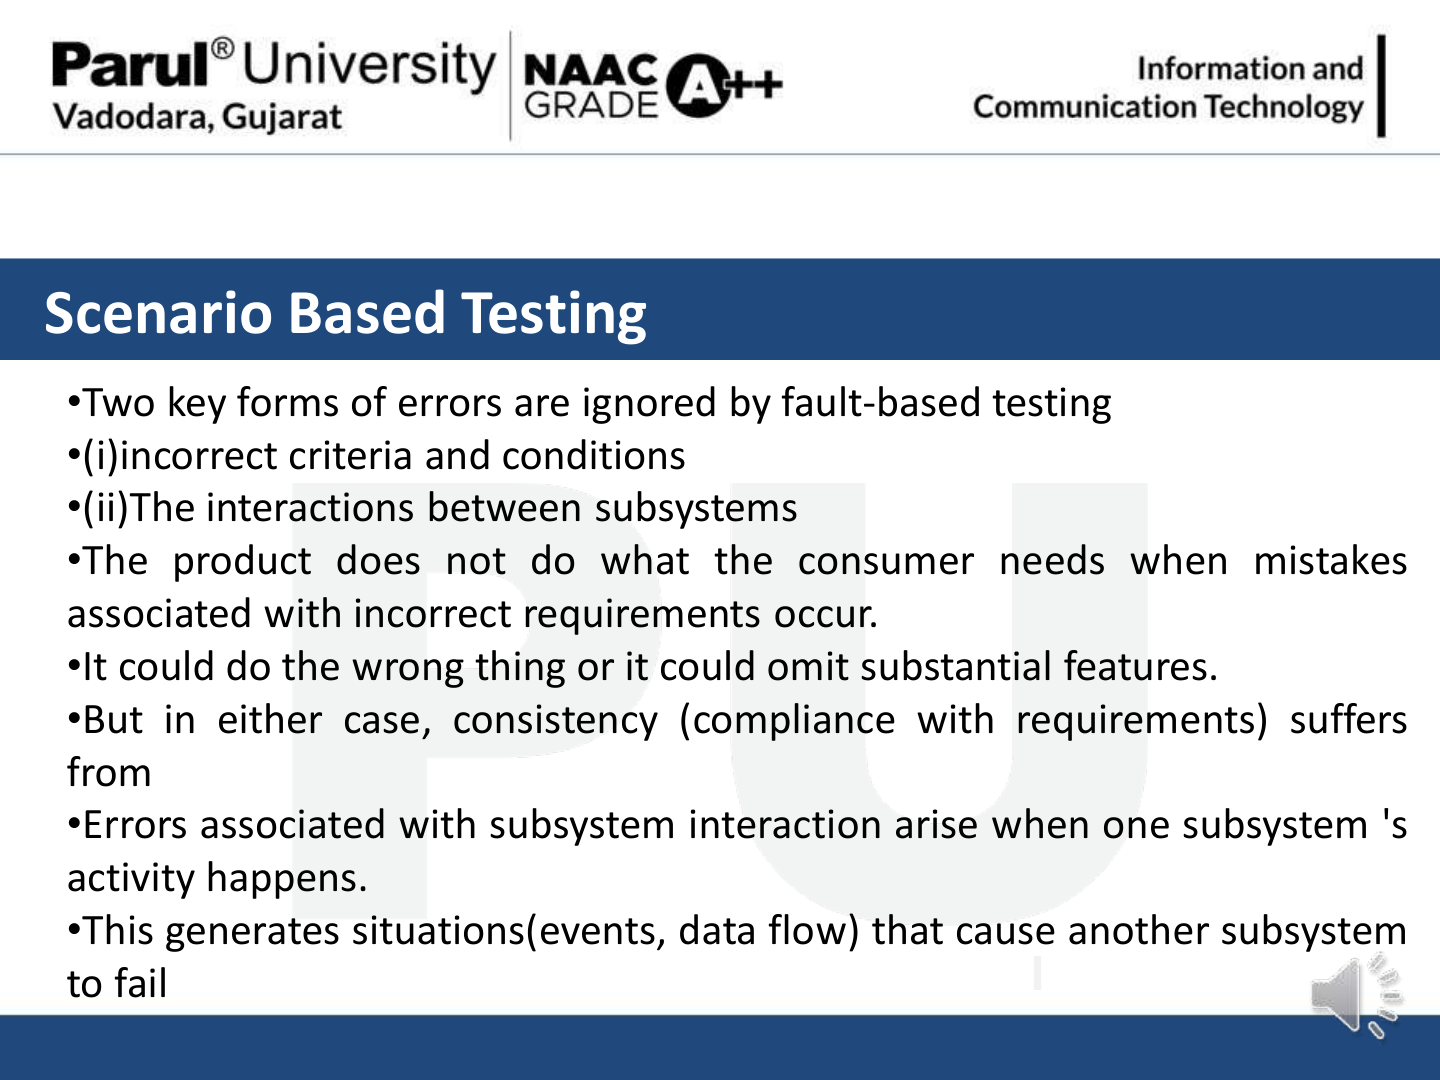 Parul® University
Vadodara, Gujarat
NAAC
GRADE A++
Information and
Communication Technology
Scenario Based Testing
•Two key forms of errors are ignored by fault-based testing
•(i)incorrect criteria and conditions
•(ii)The interactions between subsystems
•The product does not do what the consumer needs when mistakes
associated with incorrect requirements occur.
•It could do the wrong thing or it could omit substantial features.
•But in either case, consistency (compliance with requirements) suffers
from
•Errors associated with subsystem interaction arise when one subsystem 's
activity happens.
•This generates situations(events, data flow) that cause another subsystem
to fail
PU